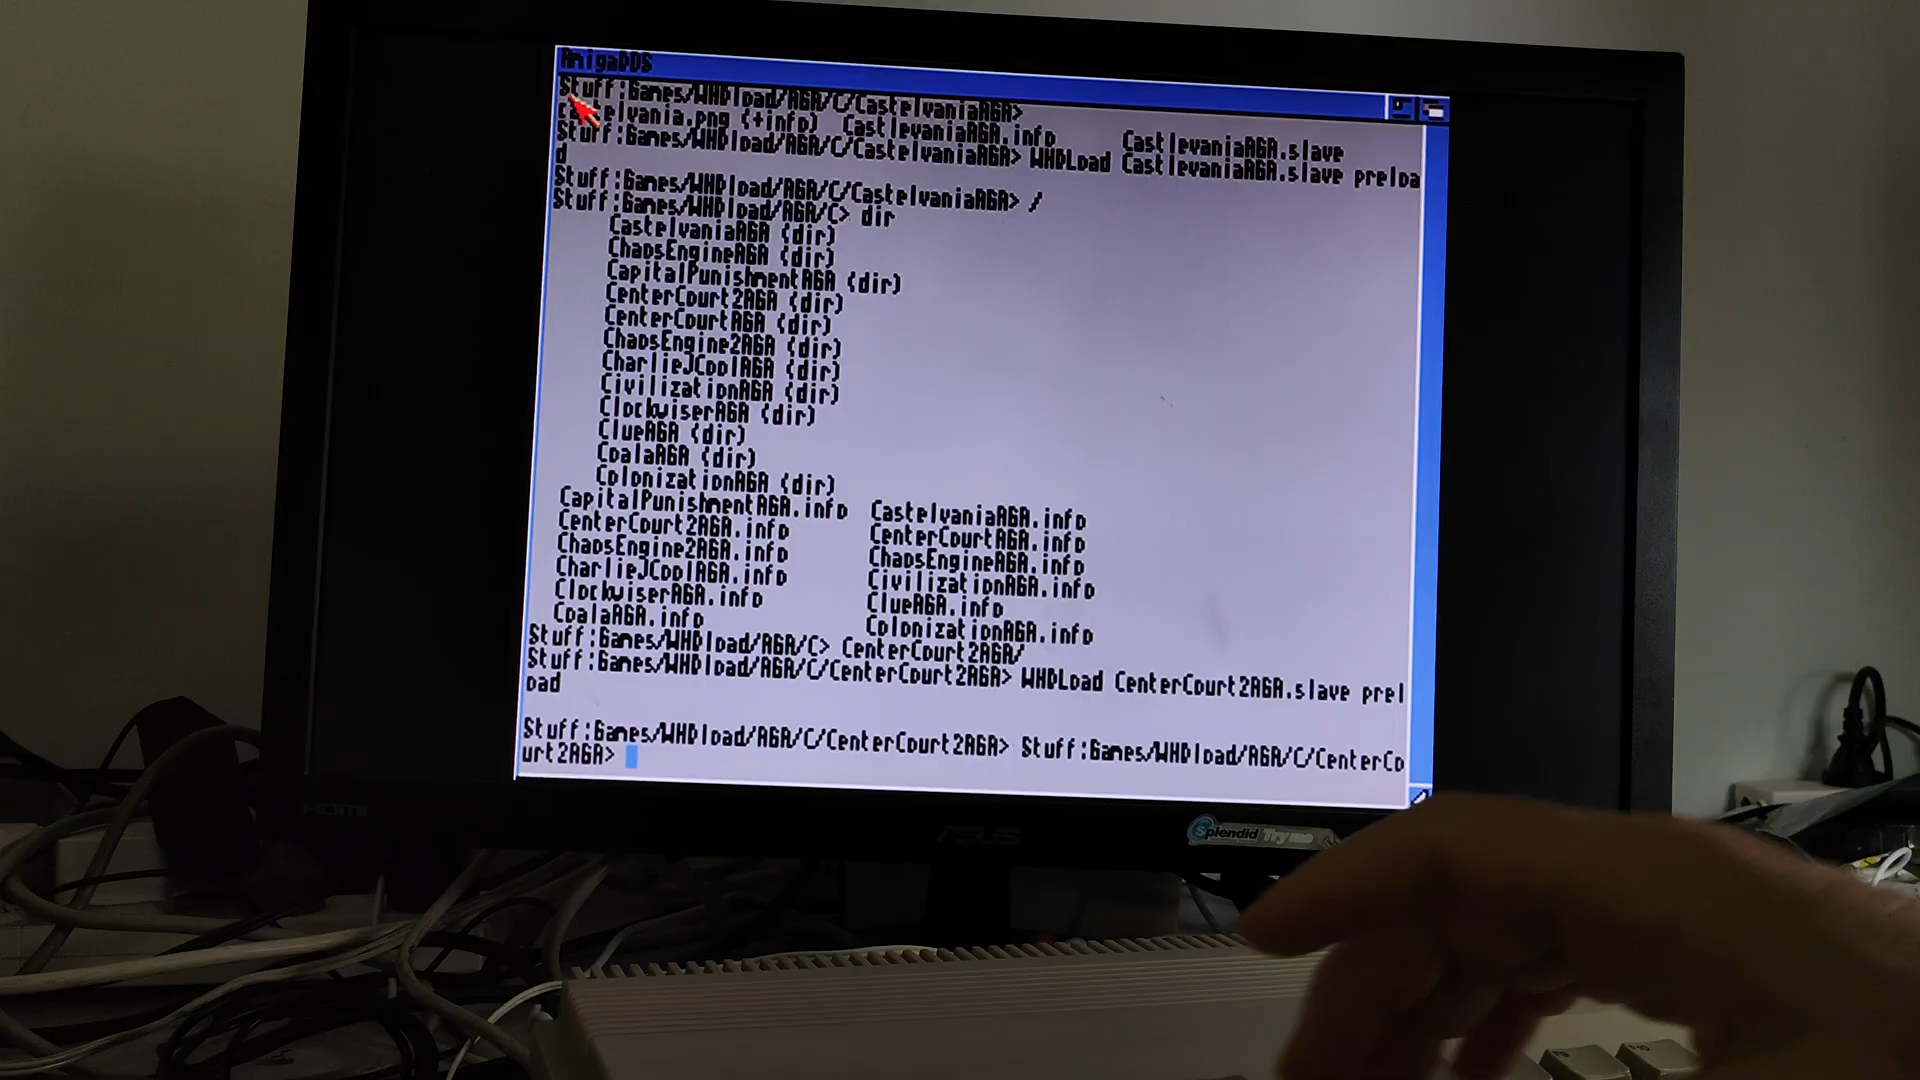 AmigaDOS
Stuff:Games/WHDload/AGA/C/CastelvaniaAGA>
Castelvania.png (+info)  CastlevaniaAGA.info  CastlevaniaAGA.slave
Stuff:Games/WHDload/AGA/C/CastelvaniaAGA> WHDLoad CastlevaniaAGA.slave preloa
d
Stuff:Games/WHDload/AGA/C/CastelvaniaAGA> /
Stuff:Games/WHDload/AGA/C> dir
CastelvaniaAGA (dir)
ChaosEngineAGA (dir)
CapitalPunishmentAGA (dir)
CenterCourt2AGA (dir)
CenterCourtAGA (dir)
ChaosEngine2AGA (dir)
CharlieJCoolAGA (dir)
CivilizationAGA (dir)
ClockwiserAGA (dir)
ClueAGA (dir)
CoalaAGA (dir)
ColonizationAGA (dir)
CapitalPunishmentAGA.info  CastelvaniaAGA.info
CenterCourt2AGA.info  CenterCourtAGA.info
ChaosEngine2AGA.info  ChaosEngineAGA.info
CharlieJCoolAGA.info  CivilizationAGA.info
ClockwiserAGA.info  ClueAGA.info
CoalaAGA.info  ColonizationAGA.info
Stuff:Games/WHDload/AGA/C> CenterCourt2AGA/
Stuff:Games/WHDload/AGA/C/CenterCourt2AGA> WHDLoad CenterCourt2AGA.slave prel
oad
Stuff:Games/WHDload/AGA/C/CenterCourt2AGA> Stuff:Games/WHDload/AGA/C/CenterCo
urt2AGA>
HDMI
ASUS
Splendid Try me